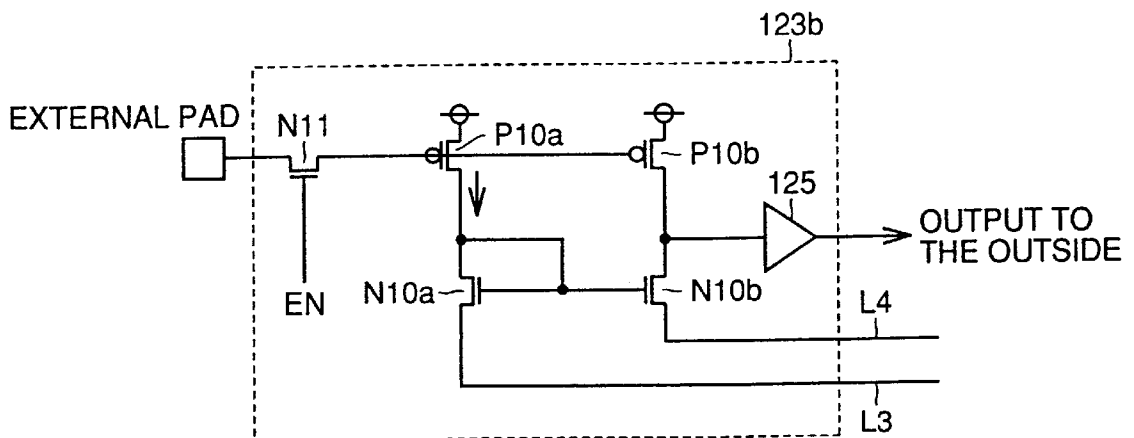 123b
EXTERNAL PAD
N11
P10a
P10b
125
OUTPUT TO
THE OUTSIDE
EN
N10a
N10b
L4
L3